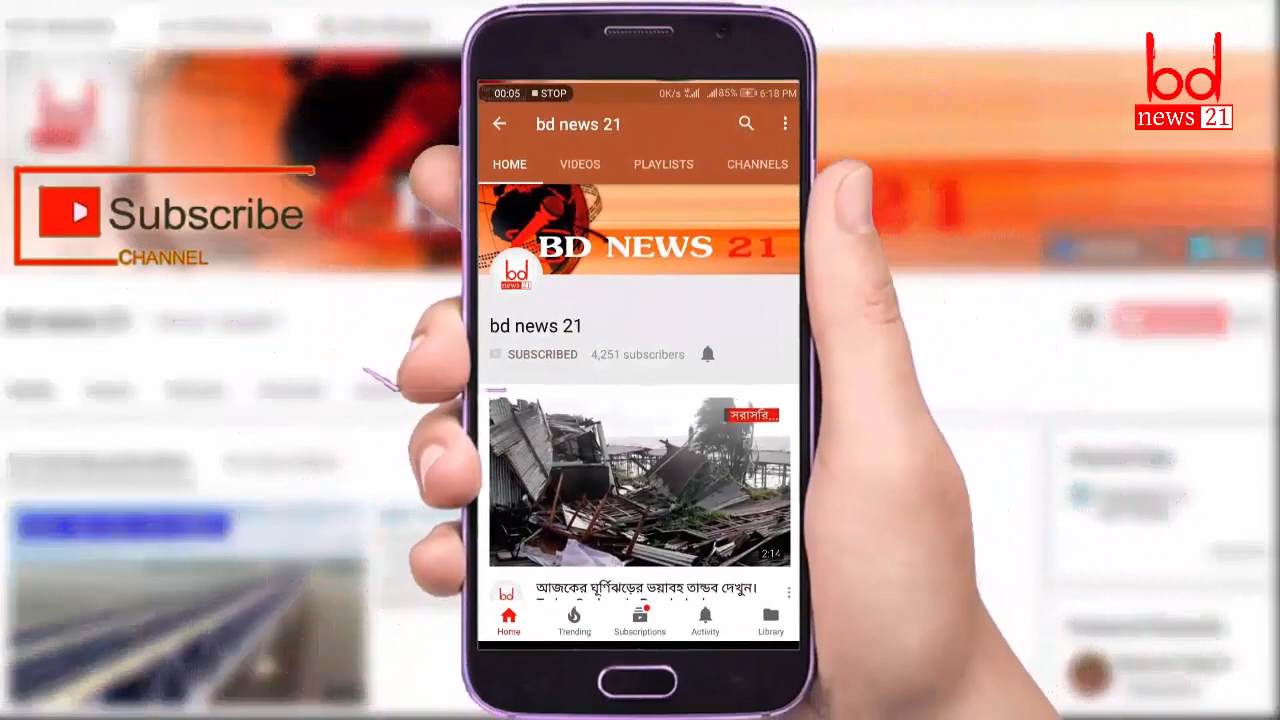 bd
news 21
Subscribe
CHANNEL
00:05 STOP 0K/s 85% 6:18 PM
bd news 21
HOME VIDEOS PLAYLISTS CHANNELS
BD NEWS 21
bd
news 21
bd news 21
SUBSCRIBED 4,251 subscribers
সরাসরি...
2:14
bd
আজকের ঘূর্ণিঝড়ের ভয়াবহ তান্ডব দেখুন।
Home Trending Subscriptions Activity Library